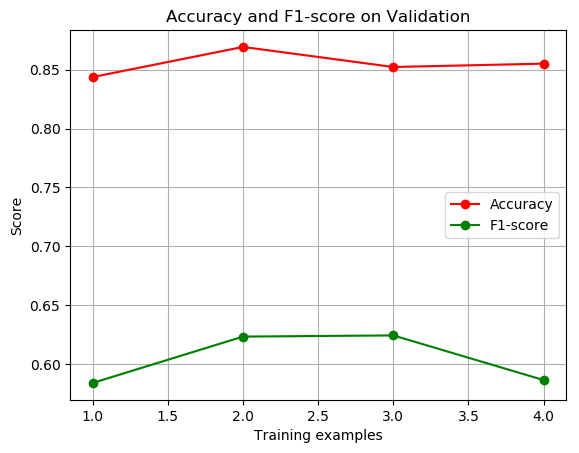 Accuracy and F1-score on Validation
0.85
0.80
0.75
0.70
0.65
0.60
Score
Accuracy
F1-score
1.0 1.5 2.0 2.5 3.0 3.5 4.0
Training examples